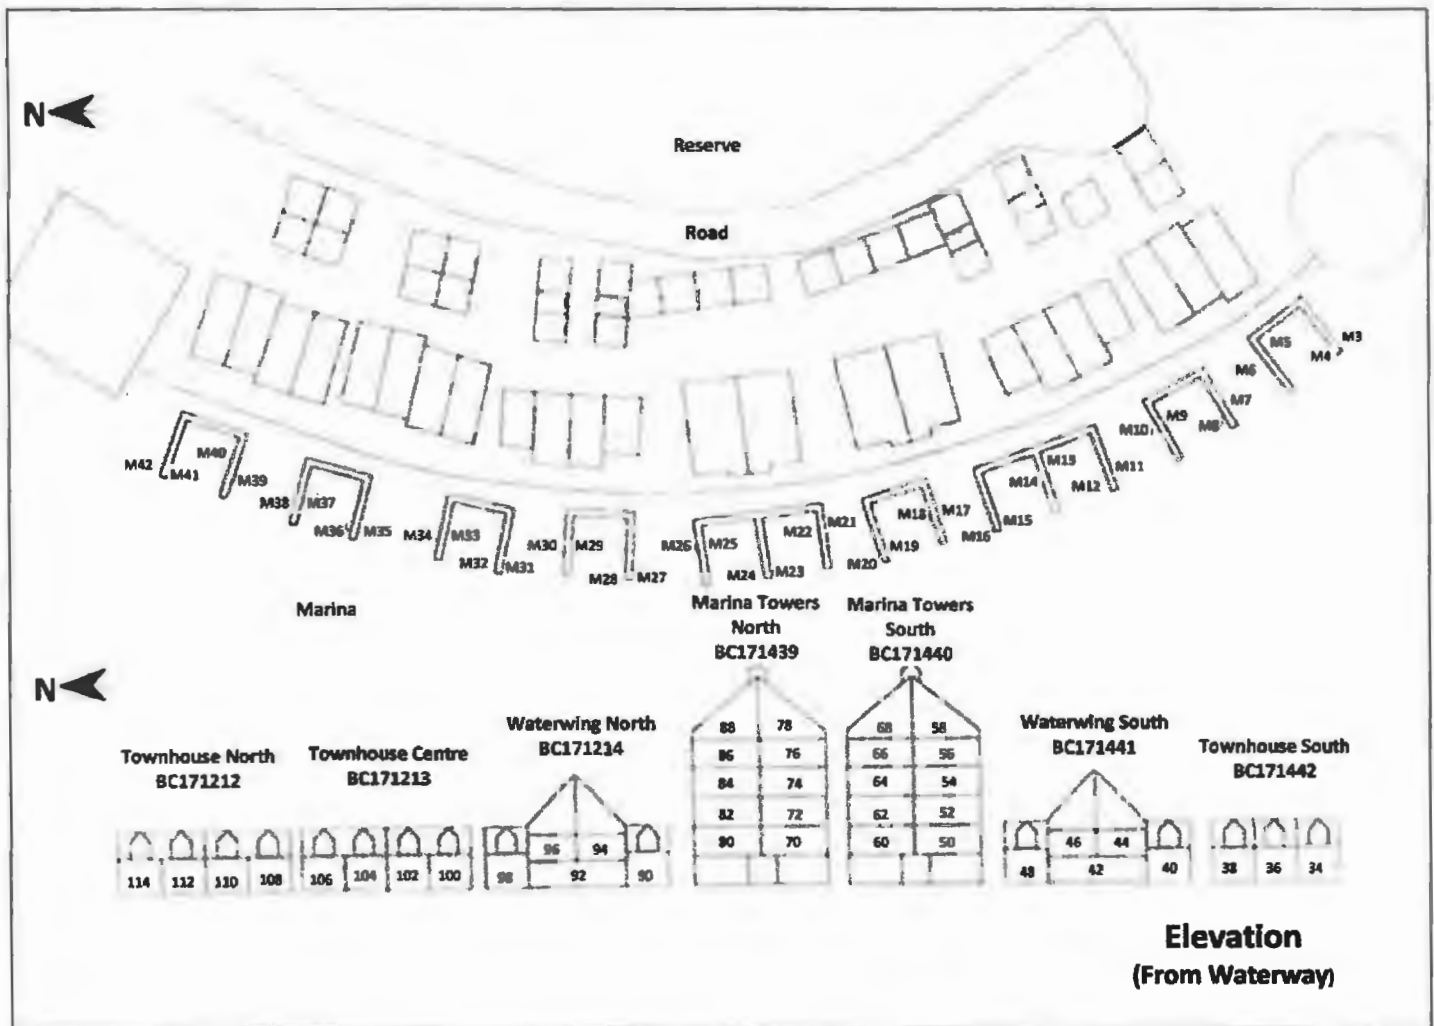 N
Reserve
Road
M3
M4
M5
M6
M7
M8
M9
M10
M11
M12
M13
M14
M15
M16
M17
M18
M19
M20
M21
M22
M23
M24
M25
M26
M27
M28
M29
M30
M31
M32
M33
M34
M35
M36
M37
M38
M39
M40
M41
M42
Marina
N
Townhouse North
BC171212
114 112 110 108
Townhouse Centre
BC171213
106 104 102 100
Waterwing North
BC171214
96 94
98 92 90
Marina Towers
North
BC171439
88 78
86 76
84 74
82 72
80 70
Marina Towers
South
BC171440
68 58
66 56
64 54
62 52
60 50
Waterwing South
BC171441
46 44
48 42 40
Townhouse South
BC171442
38 36 34
Elevation
(From Waterway)